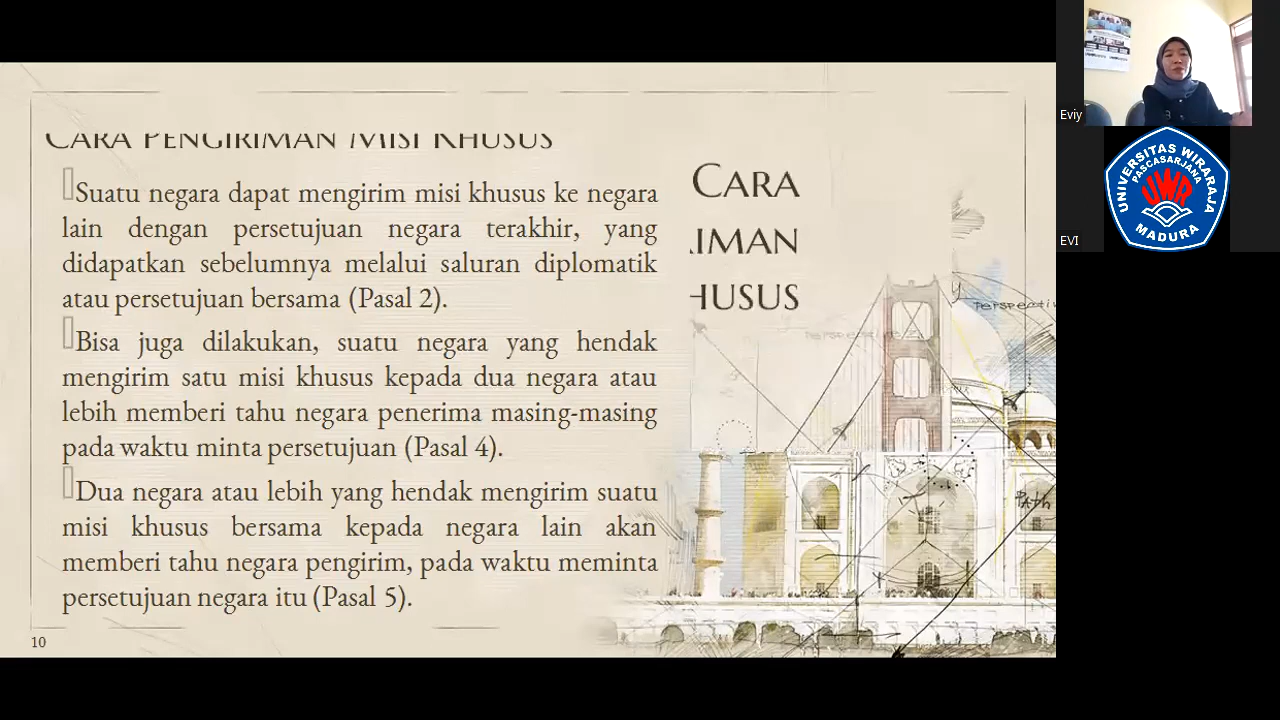 CARA PENGIRIMAN MISI KHUSUS
Suatu negara dapat mengirim misi khusus ke negara
lain dengan persetujuan negara terakhir, yang
didapatkan sebelumnya melalui saluran diplomatik
atau persetujuan bersama (Pasal 2).
Bisa juga dilakukan, suatu negara yang hendak
mengirim satu misi khusus kepada dua negara atau
lebih memberi tahu negara penerima masing-masing
pada waktu minta persetujuan (Pasal 4).
Dua negara atau lebih yang hendak mengirim suatu
misi khusus bersama kepada negara lain akan
memberi tahu negara pengirim, pada waktu meminta
persetujuan negara itu (Pasal 5).
10
CARA
IMAN
HUSUS
Eviy
UNIVERSITAS WIRARAJA
PASCASARJANA
UWR
MADURA
EVI